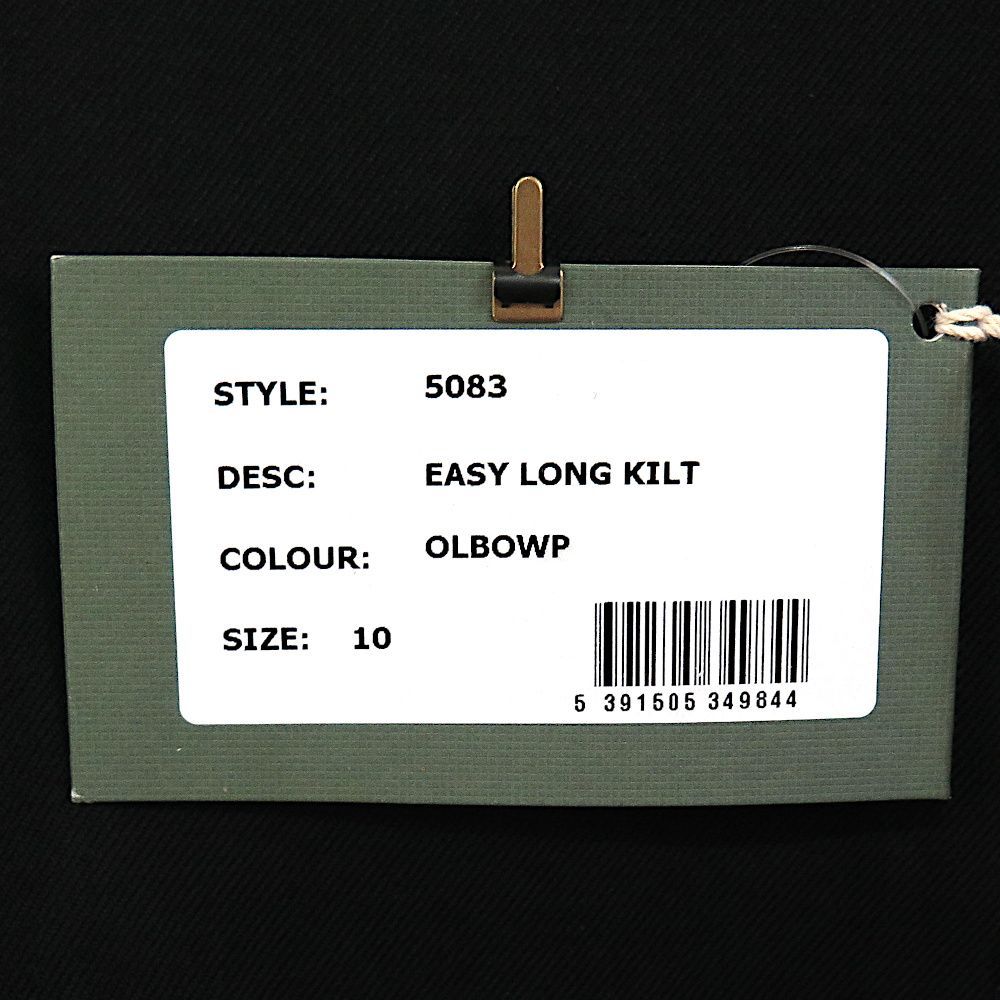 STYLE: 5083
DESC: EASY LONG KILT
COLOUR: OLBOWP
SIZE: 10
5 391505 349844